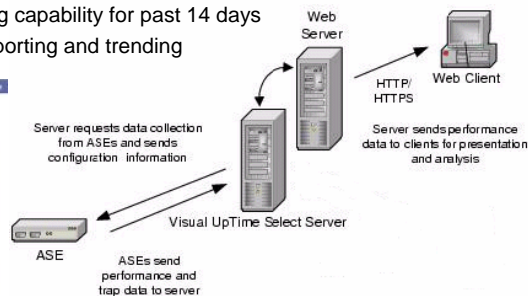 g capability for past 14 days
porting and trending
Web
Server
HTTP/
HTTPS
Web Client
Server requests data collection
from ASEs and sends
configuration information
Server sends performance
data to clients for presentation
and analysis
Visual UpTime Select Server
ASE
ASEs send
performance and
trap data to server